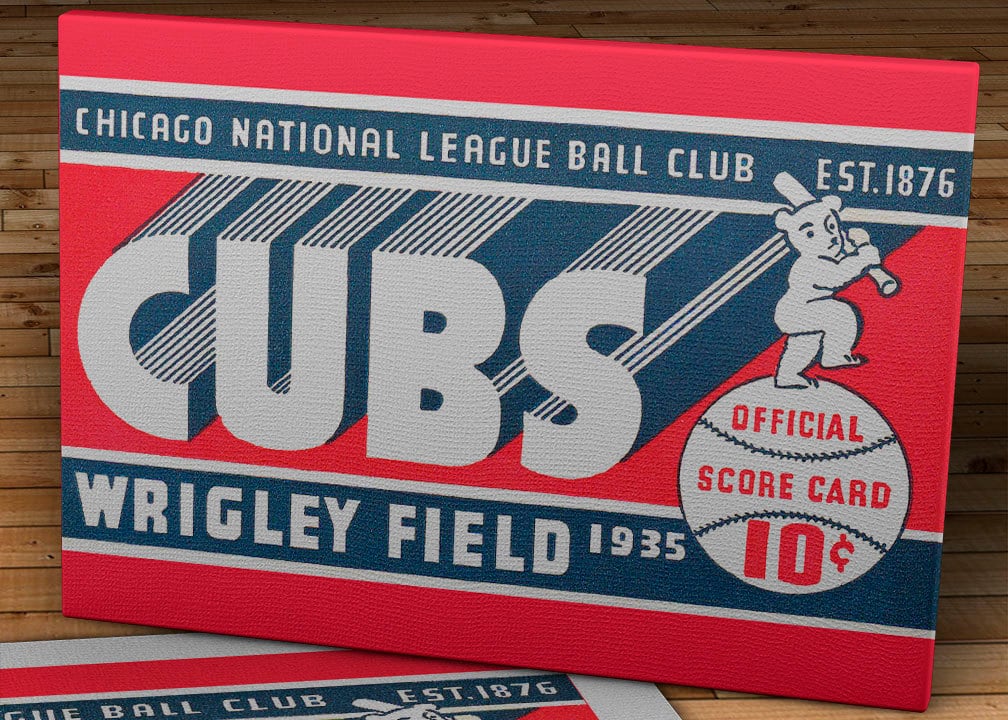 CHICAGO NATIONAL LEAGUE BALL CLUB EST.1876
CUBS
OFFICIAL
SCORE CARD
10¢
WRIGLEY FIELD 1935
GUE BALL CLUB EST.1876